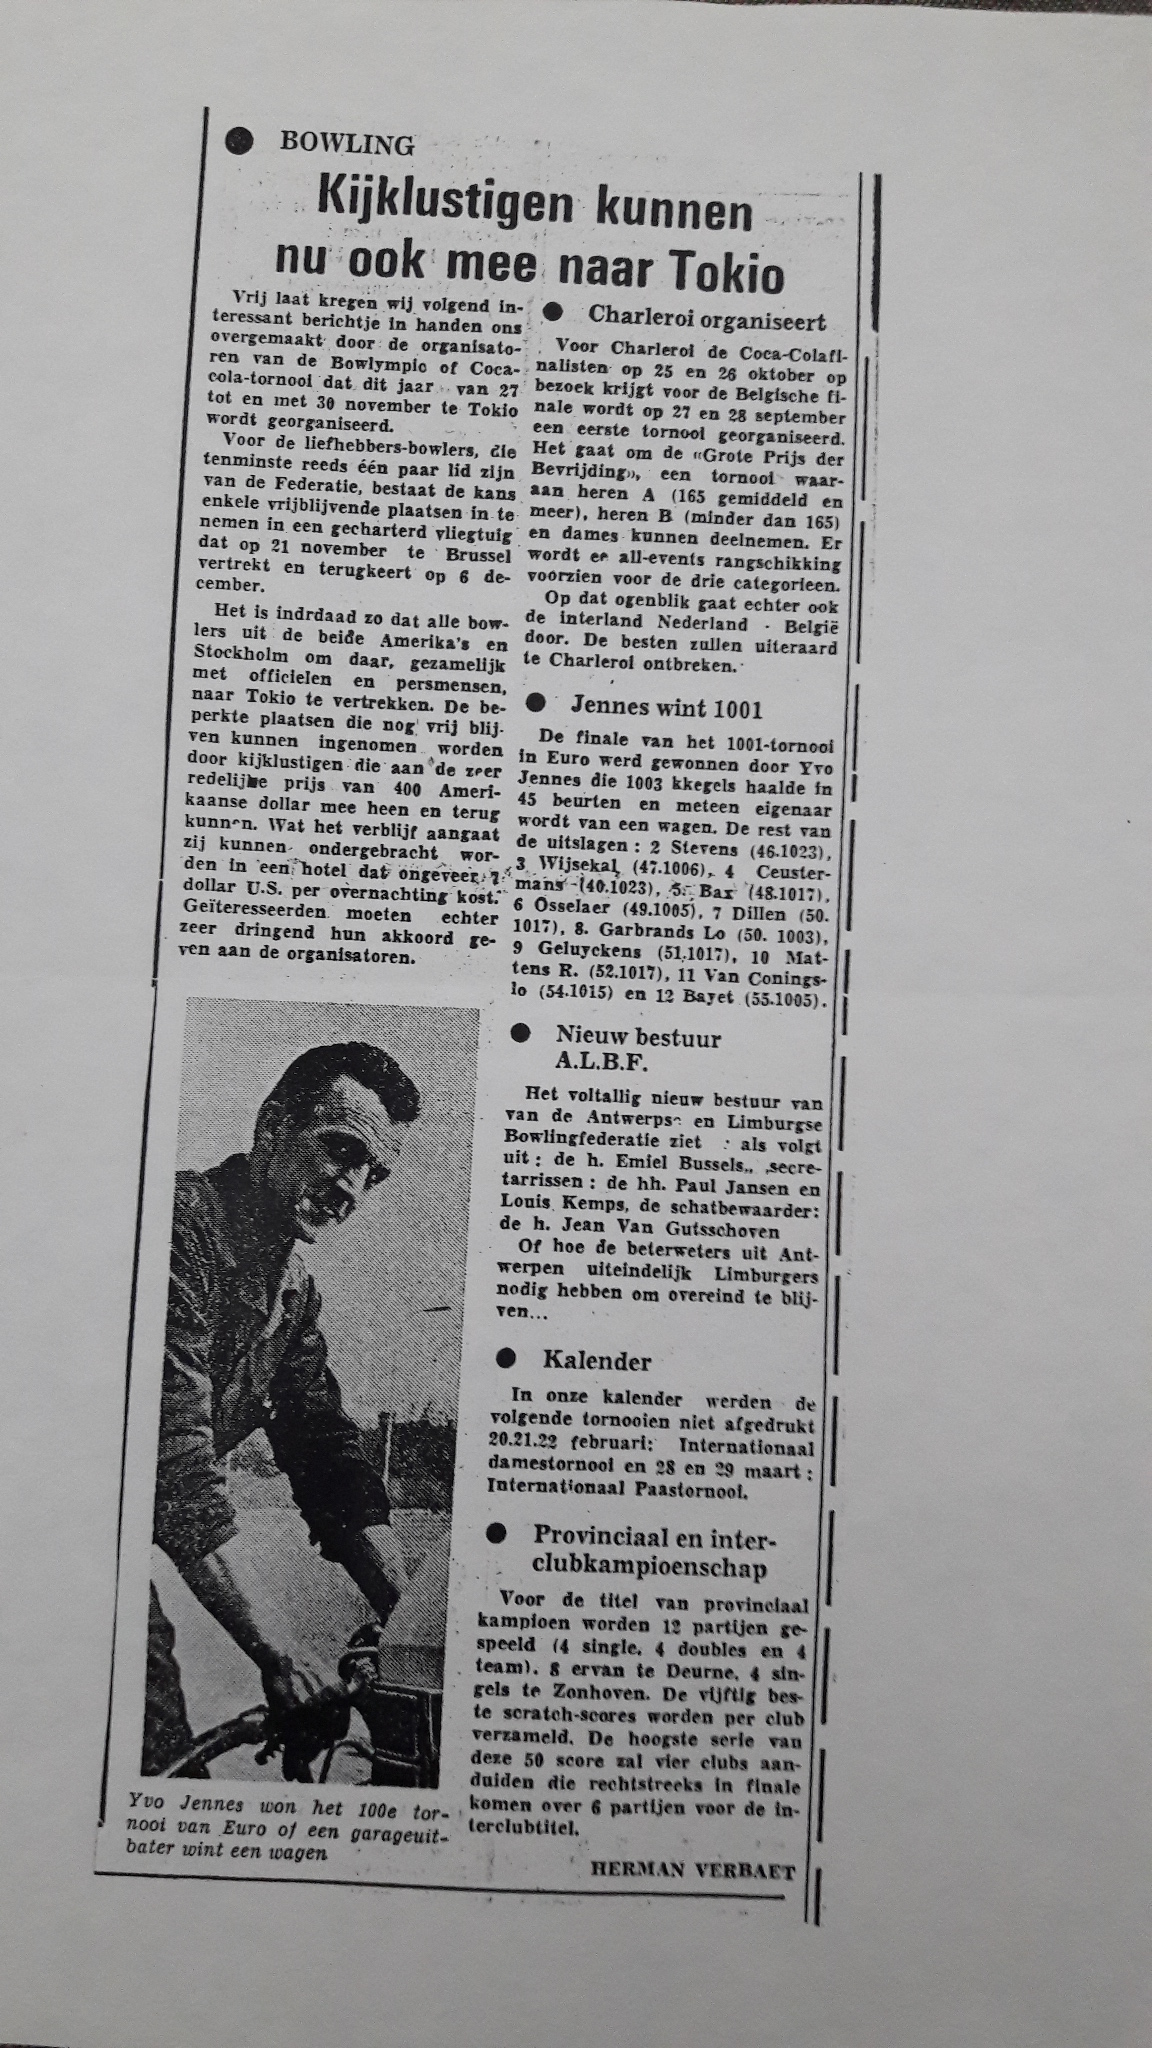 ● BOWLING
Kijklustigen kunnen
nu ook mee naar Tokio
Vrij laat kregen wij volgend in-
teressant berichtje in handen ons
overgemaakt door de organisato-
ren van de Bowlympic of Coca-
cola-tornooi dat dit jaar van 27
tot en met 30 november te Tokio
wordt georganiseerd.
Voor de liefhebbers-bowlers, die
tenminste reeds één paar lid zijn
van de Federatie, bestaat de kans
enkele vrijblijvende plaatsen in te
nemen in een gecharterd vliegtuig
dat op 21 november te Brussel
vertrekt en terugkeert op 6 de-
cember.
Het is indrdaad zo dat alle bow-
lers uit de beide Amerika's en
Stockholm om daar, gezamelijk
met officielen en persmensen,
naar Tokio te vertrekken. De be-
perkte plaatsen die nog vrij blij-
ven kunnen ingenomen worden
door kijklustigen die aan de zeer
redelijke prijs van 400 Ameri-
kaanse dollar mee heen en terug
kunnen. Wat het verblijf aangaat
zij kunnen ondergebracht wor-
den in een hotel dat ongeveer 7
dollar U.S. per overnachting kost.
Geïteresseerden moeten echter
zeer dringend hun akkoord ge-
ven aan de organisatoren.
Yvo Jennes won het 100e tor-
nooi van Euro of een garageuit-
bater wint een wagen
● Charleroi organiseert
Voor Charleroi de Coca-Colafi-
nalisten op 25 en 26 oktober op
bezoek krijgt voor de Belgische fi-
nale wordt op 27 en 28 september
een eerste tornooi georganiseerd.
Het gaat om de «Grote Prijs der
Bevrijding», een tornooi waar-
aan heren A (165 gemiddeld en
meer), heren B (minder dan 165)
en dames kunnen deelnemen. Er
wordt ee all-events rangschikking
voorzien voor de drie categorieen.
Op dat ogenblik gaat echter ook
de interland Nederland - België
door. De besten zullen uiteraard
te Charleroi ontbreken.
● Jennes wint 1001
De finale van het 1001-tornooi
in Euro werd gewonnen door Yvo
Jennes die 1003 kkegels haalde in
45 beurten en meteen eigenaar
wordt van een wagen. De rest van
de uitslagen : 2 Stevens (46.1023),
3 Wijsekal (47.1006), 4 Ceuster-
mans (40.1023), 5 Bax (48.1017),
6 Osselaer (49.1005), 7 Dillen (50.
1017), 8. Garbrands Lo (50. 1003),
9 Geluyckens (51.1017), 10 Mat-
tens R. (52.1017), 11 Van Conings-
lo (54.1015) en 12 Bayet (55.1005).
● Nieuw bestuur
A.L.B.F.
Het voltallig nieuw bestuur van
van de Antwerpse en Limburgse
Bowlingfederatie ziet : als volgt
uit : de h. Emiel Bussels,, secre-
tarrissen : de hh. Paul Jansen en
Louis Kemps, de schatbewaarder:
de h. Jean Van Gutsschoven
Of hoe de beterweters uit Ant-
werpen uiteindelijk Limburgers
nodig hebben om overeind te blij-
ven...
● Kalender
In onze kalender werden de
volgende tornooien niet afgedrukt
20.21.22 februari: Internationaal
damestornooi en 28 en 29 maart :
Internationaal Paastornooi.
● Provinciaal en inter-
clubkampioenschap
Voor de titel van provinciaal
kampioen worden 12 partijen ge-
speeld (4 single, 4 doubles en 4
team). 8 ervan te Deurne, 4 sin-
gels te Zonhoven. De vijftig bes-
te scratch-scores worden per club
verzameld. De hoogste serie van
deze 50 score zal vier clubs aan-
duiden die rechtstreeks in finale
komen over 6 partijen voor de in-
terclubtitel.
HERMAN VERBAET